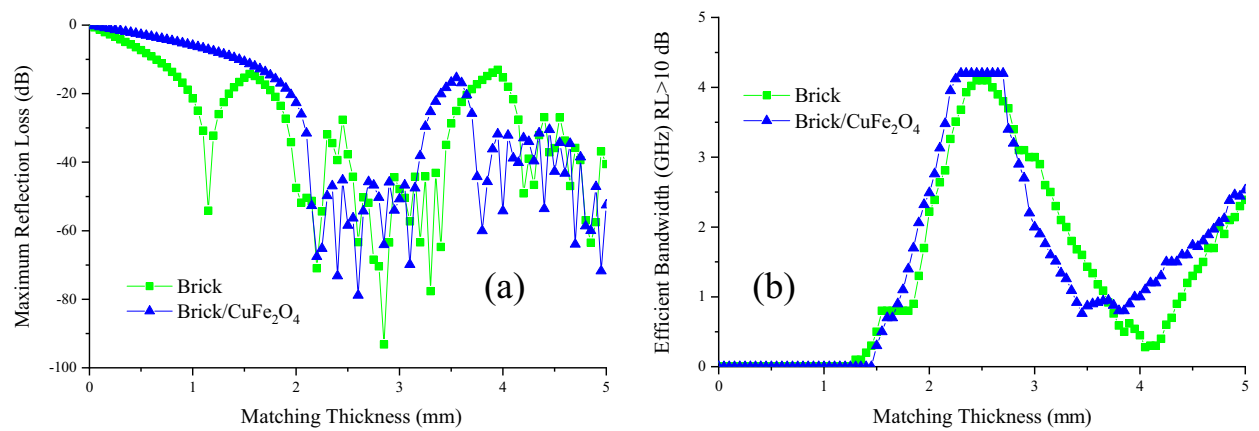 Maximum Reflection Loss (dB)
0
-20
-40
-60
-80
-100
Brick
Brick/CuFe₂O₄
(a)
0 1 2 3 4 5
Matching Thickness (mm)
Efficient Bandwidth (GHz) RL>10 dB
5
4
3
2
1
0
Brick
Brick/CuFe₂O₄
(b)
0 1 2 3 4 5
Matching Thickness (mm)